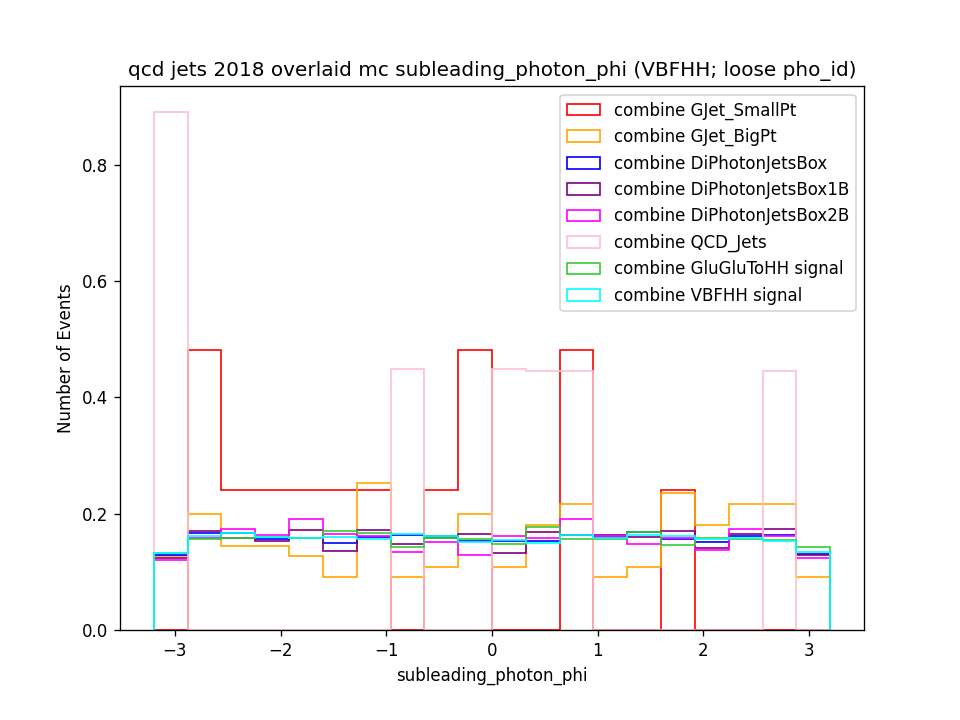 qcd jets 2018 overlaid mc subleading_photon_phi (VBFHH; loose pho_id)
combine GJet_SmallPt
combine GJet_BigPt
combine DiPhotonJetsBox
combine DiPhotonJetsBox1B
combine DiPhotonJetsBox2B
combine QCD_Jets
combine GluGluToHH signal
combine VBFHH signal
Number of Events
0.8
0.6
0.4
0.2
0.0
−3 −2 −1 0 1 2 3
subleading_photon_phi